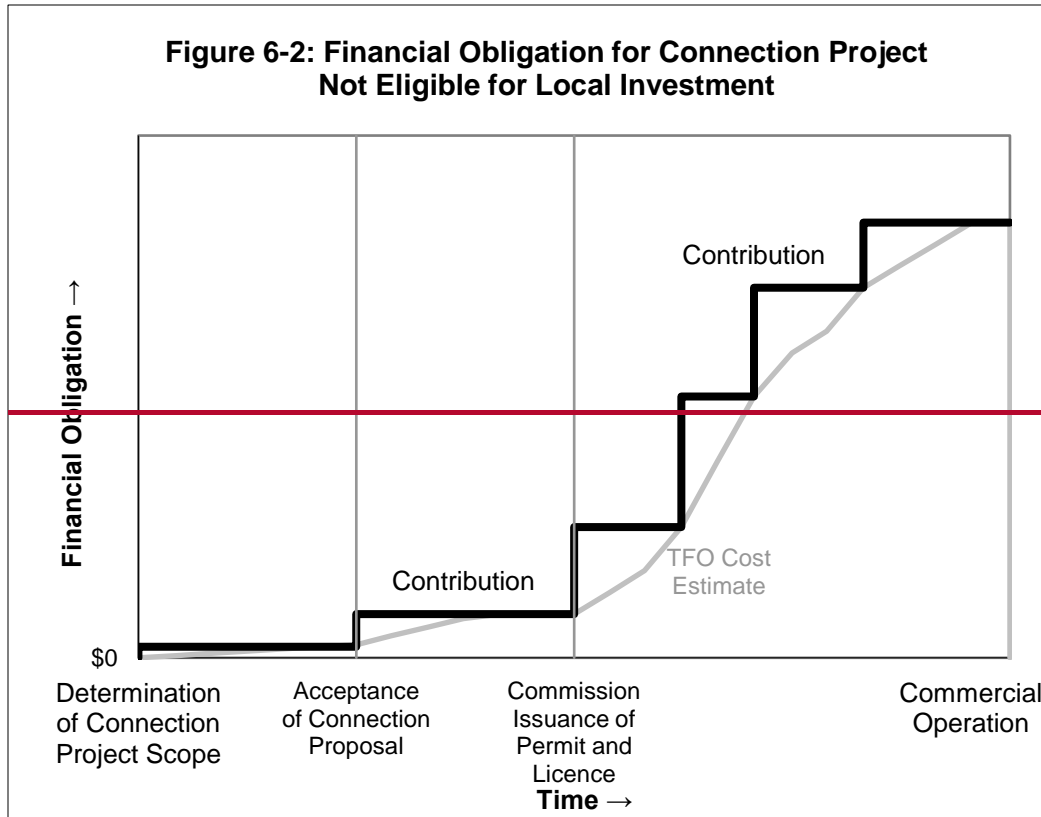 Figure 6-2: Financial Obligation for Connection Project
Not Eligible for Local Investment
Financial Obligation →
Contribution
Contribution
TFO Cost
Estimate
$0
Determination
of Connection
Project Scope
Acceptance
of Connection
Proposal
Commission
Issuance of
Permit and
Licence
Commercial
Operation
Time →